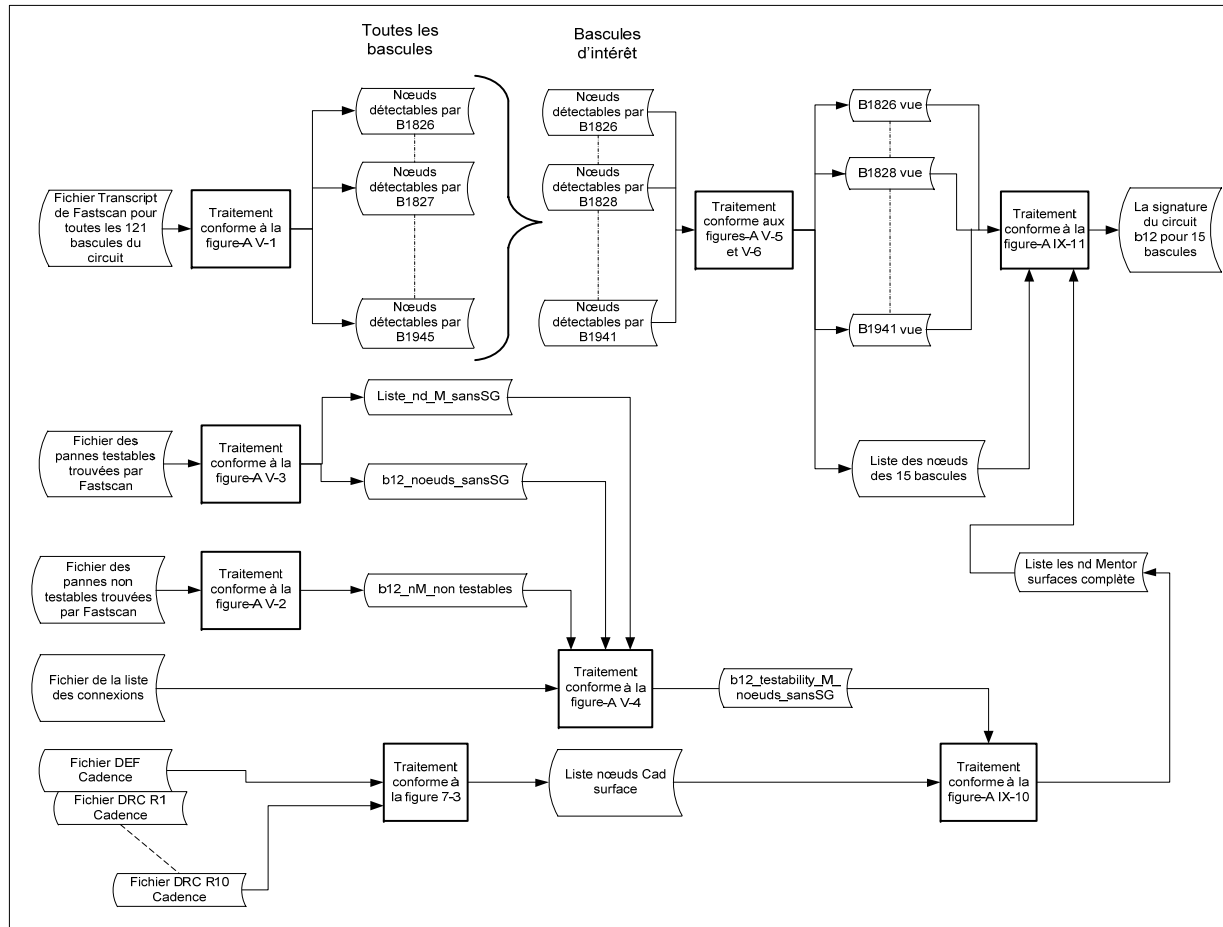 Toutes les
bascules
Bascules
d'intérêt
Nœuds
détectables par
B1826
Nœuds
détectables par
B1827
Nœuds
détectables par
B1945
Nœuds
détectables par
B1826
Nœuds
détectables par
B1828
Nœuds
détectables par
B1941
Fichier Transcript
de Fastscan pour
toutes les 121
bascules du
circuit
Traitement
conforme à la
figure-A V-1
Traitement
conforme aux
figures-A V-5
et V-6
B1826 vue
B1828 vue
B1941 vue
Traitement
conforme à la
figure-A IX-11
La signature
du circuit
b12 pour 15
bascules
Liste_nd_M_sansSG
Fichier des
pannes testables
trouvées par
Fastscan
Traitement
conforme à la
figure-A V-3
b12_noeuds_sansSG
Liste des nœuds
des 15 bascules
Fichier des
pannes non
testables trouvées
par Fastscan
Traitement
conforme à la
figure-A V-2
b12_nM_non testables
Liste les nd Mentor
surfaces complète
Fichier de la liste
des connexions
Traitement
conforme à la
figure-A V-4
b12_testability_M_
noeuds_sansSG
Fichier DEF
Cadence
Fichier DRC R1
Cadence
Fichier DRC R10
Cadence
Traitement
conforme à
la figure 7-3
Liste nœuds Cad
surface
Traitement
conforme à la
figure-A IX-10